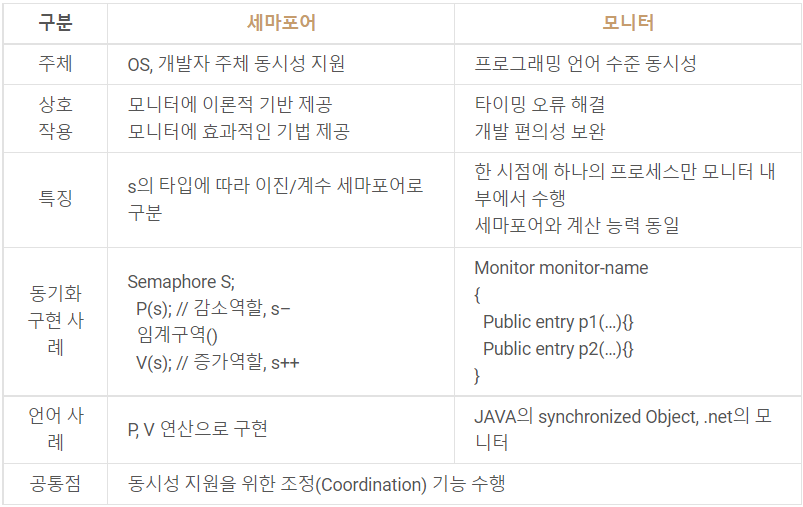 구분 세마포어 모니터
주체 OS, 개발자 주체 동시성 지원 프로그래밍 언어 수준 동시성
상호
작용
모니터에 이론적 기반 제공
모니터에 효과적인 기법 제공
타이밍 오류 해결
개발 편의성 보완
특징
s의 타입에 따라 이진/계수 세마포어로
구분
한 시점에 하나의 프로세스만 모니터 내
부에서 수행
세마포어와 계산 능력 동일
동기화
구현 사
례
Semaphore S;
P(s); // 감소역할, s–
임계구역()
V(s); // 증가역할, s++
Monitor monitor-name
{
Public entry p1(…){}
Public entry p2(…){}
}
언어 사
례
P, V 연산으로 구현
JAVA의 synchronized Object, .net의 모
니터
공통점 동시성 지원을 위한 조정(Coordination) 기능 수행